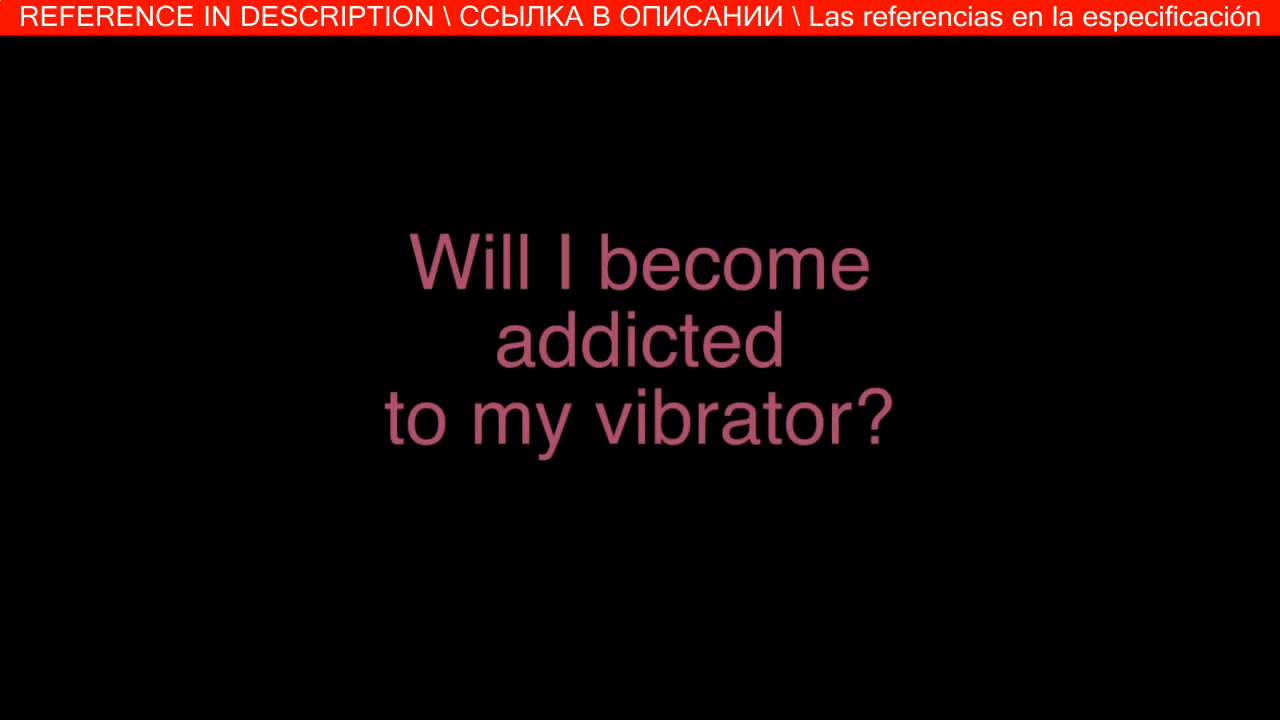 REFERENCE IN DESCRIPTION \ ССЫЛКА В ОПИСАНИИ \ Las referencias en la especificación
Will I become
addicted
to my vibrator?